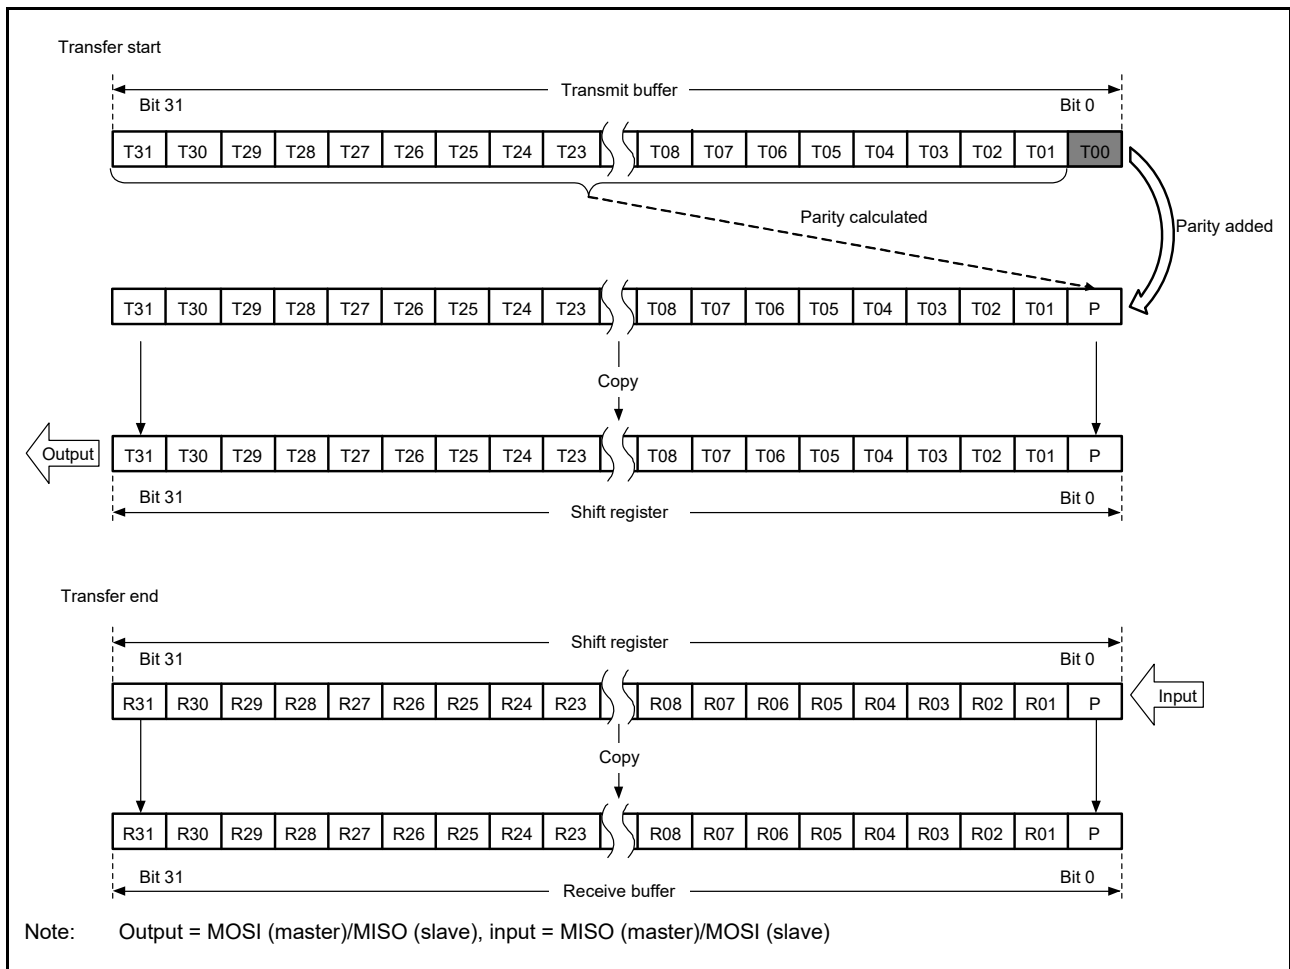 Transfer start
Transmit buffer
Bit 31 Bit 0
T31 T30 T29 T28 T27 T26 T25 T24 T23 T08 T07 T06 T05 T04 T03 T02 T01 T00
Parity calculated
Parity added
T31 T30 T29 T28 T27 T26 T25 T24 T23 T08 T07 T06 T05 T04 T03 T02 T01 P
Copy
Output
T31 T30 T29 T28 T27 T26 T25 T24 T23 T08 T07 T06 T05 T04 T03 T02 T01 P
Bit 31 Bit 0
Shift register
Transfer end
Shift register
Bit 31 Bit 0
R31 R30 R29 R28 R27 R26 R25 R24 R23 R08 R07 R06 R05 R04 R03 R02 R01 P
Input
Copy
R31 R30 R29 R28 R27 R26 R25 R24 R23 R08 R07 R06 R05 R04 R03 R02 R01 P
Bit 31 Bit 0
Receive buffer
Note: Output = MOSI (master)/MISO (slave), input = MISO (master)/MOSI (slave)